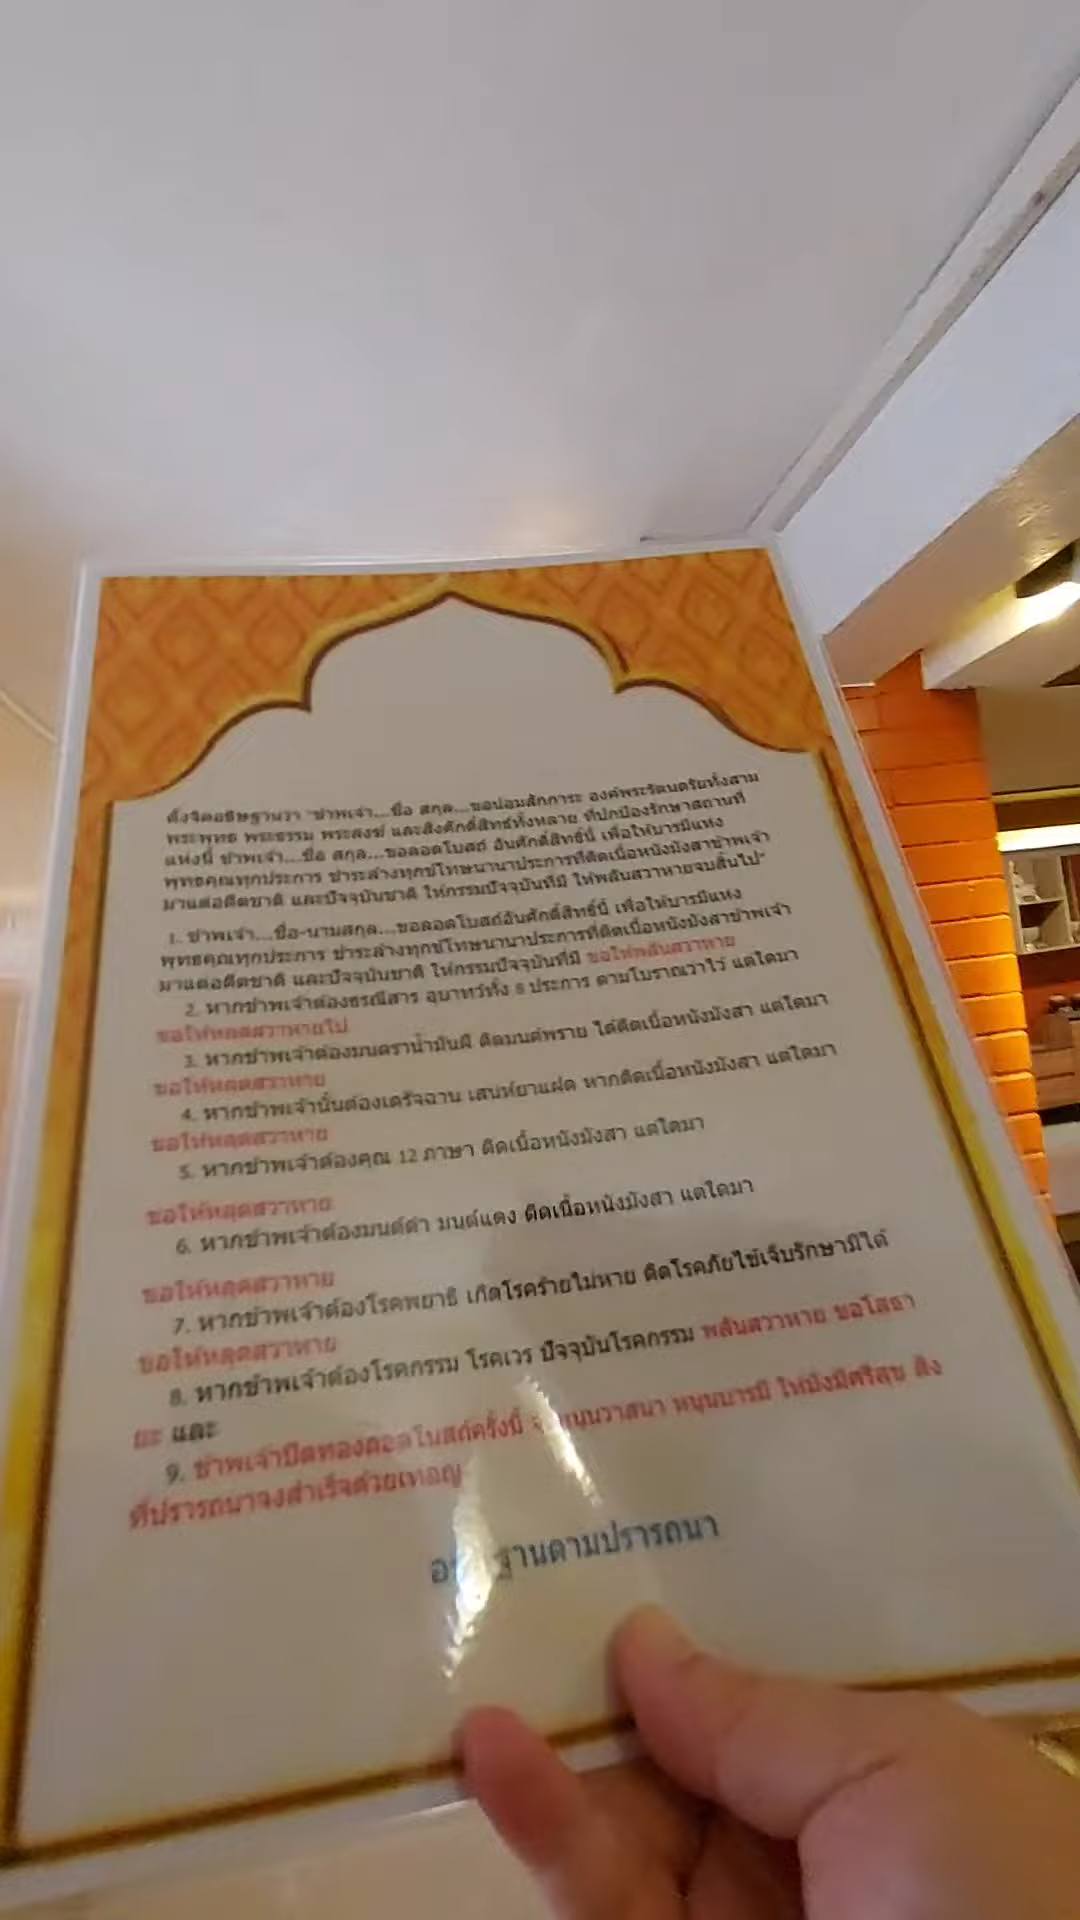 ตั้งจิตอธิษฐานว่า "ข้าพเจ้า...ชื่อ สกุล...ขอน้อมสักการะ องค์พระรัตนตรัยทั้งสาม
พระพุทธ พระธรรม พระสงฆ์ และสิ่งศักดิ์สิทธิ์ทั้งหลาย ที่ปกป้องรักษาสถานที่
แห่งนี้ ข้าพเจ้า...ชื่อ สกุล...ขอลอดโบสถ์ อันศักดิ์สิทธิ์นี้ เพื่อให้บารมีแห่ง
พุทธคุณทุกประการ ชำระล้างทุกข์โทษนานาประการที่ติดเนื้อหนังมังสาข้าพเจ้า
มาแต่อดีตชาติ และปัจจุบันชาติ ให้กรรมปัจจุบันที่มี ให้พลันสวาหายจบสิ้นไป"
1. ข้าพเจ้า...ชื่อ-นามสกุล...ขอลอดโบสถ์อันศักดิ์สิทธิ์นี้ เพื่อให้บารมีแห่ง
พุทธคุณทุกประการ ชำระล้างทุกข์โทษนานาประการที่ติดเนื้อหนังมังสาข้าพเจ้า
มาแต่อดีตชาติ และปัจจุบันชาติ ให้กรรมปัจจุบันที่มี ขอให้พลันสวาหาย
2. หากข้าพเจ้าต้องธรณีสาร อุบาทว์ทั้ง 8 ประการ ตามโบราณว่าไว้ แต่ใดมา
ขอให้หลุดสวาหายไป
3. หากข้าพเจ้าต้องมนตราน้ำมันผี ติดมนต์พราย ได้ติดเนื้อหนังมังสา แต่ใดมา
ขอให้หลุดสวาหาย
4. หากข้าพเจ้านั้นต้องเดรัจฉาน เสน่ห์ยาแฝด หากติดเนื้อหนังมังสา แต่ใดมา
ขอให้หลุดสวาหาย
5. หากข้าพเจ้าต้องคุณ 12 ภาษา ติดเนื้อหนังมังสา แต่ใดมา
ขอให้หลุดสวาหาย
6. หากข้าพเจ้าต้องมนต์ดำ มนต์แดง ติดเนื้อหนังมังสา แต่ใดมา
ขอให้หลุดสวาหาย
7. หากข้าพเจ้าต้องโรคพยาธิ เกิดโรคร้ายไม่หาย ติดโรคภัยไข้เจ็บรักษามิได้
ขอให้หลุดสวาหาย
8. หากข้าพเจ้าต้องโรคกรรม โรคเวร ปัจจุบันโรคกรรม พลันสวาหาย ขอโสธา
ยะ และ
9. ข้าพเจ้าปิดทองลอดโบสถ์ครั้งนี้ หนุนวาสนา หนุนบารมี ให้มั่งมีศรีสุข สิ่ง
ที่ปรารถนาจงสำเร็จด้วยเทอญ
ตามปรารถนา